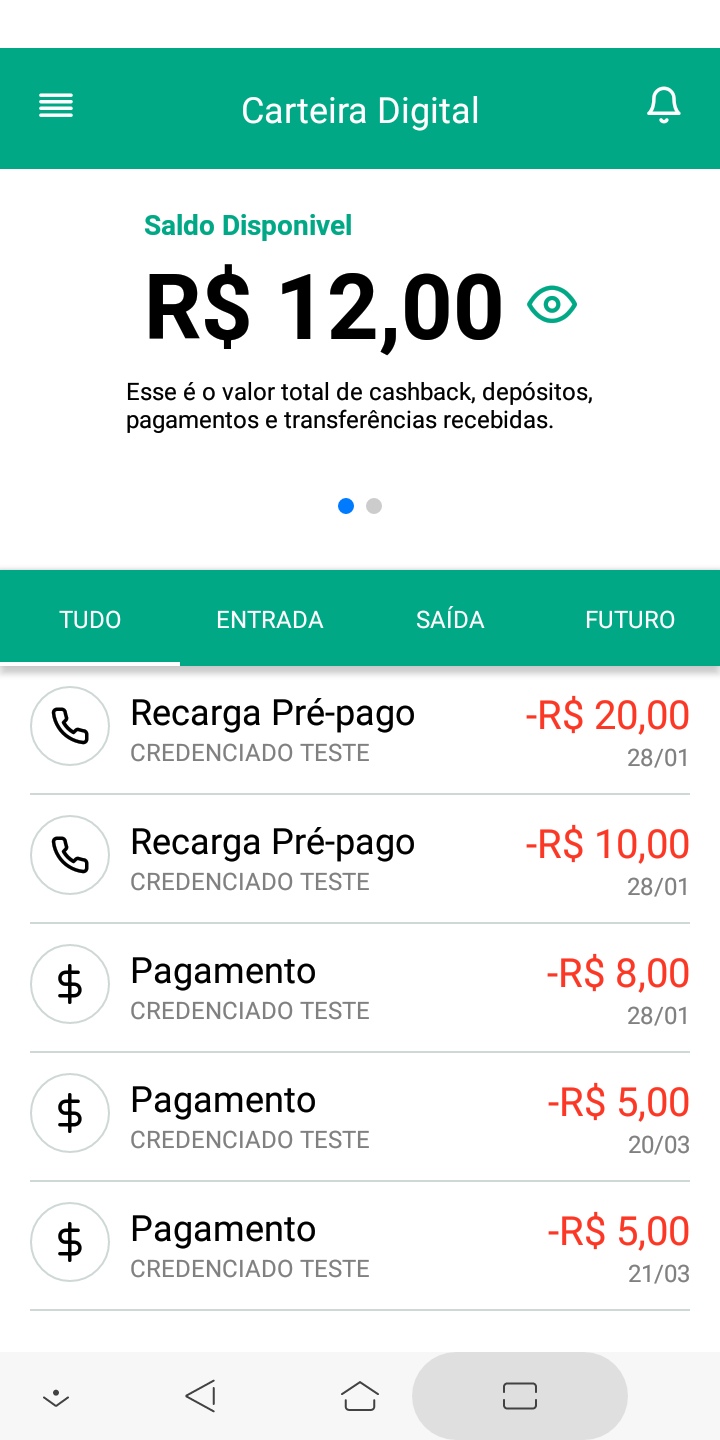 Carteira Digital
Saldo Disponivel
R$ 12,00
Esse é o valor total de cashback, depósitos,
pagamentos e transferências recebidas.
TUDO ENTRADA SAÍDA FUTURO
Recarga Pré-pago -R$ 20,00
CREDENCIADO TESTE 28/01
Recarga Pré-pago -R$ 10,00
CREDENCIADO TESTE 28/01
Pagamento -R$ 8,00
CREDENCIADO TESTE 28/01
Pagamento -R$ 5,00
CREDENCIADO TESTE 20/03
Pagamento -R$ 5,00
CREDENCIADO TESTE 21/03